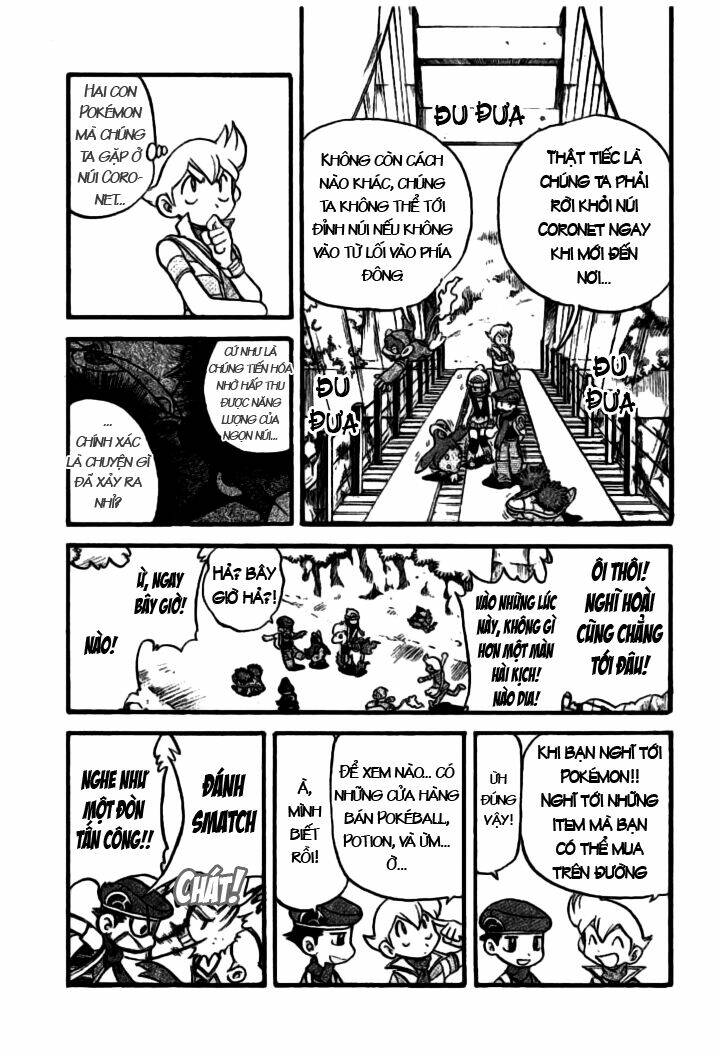 ĐU ĐƯA
THẬT TIẾC LÀ
CHÚNG TA PHẢI
RỜI KHỎI NÚI
CORONET NGAY
KHI MỚI ĐẾN
NƠI...
KHÔNG CÒN CÁCH
NÀO KHÁC, CHÚNG
TA KHÔNG THỂ TỚI
ĐỈNH NÚI NẾU KHÔNG
VÀO TỪ LỐI VÀO PHÍA
ĐÔNG.
ĐU
ĐƯA
ĐU
ĐƯA
HAI CON
POKÉMON
MÀ CHÚNG
TA GẶP Ở
NÚI CORO-
NET...
CỨ NHƯ LÀ
CHÚNG TIẾN HÓA
NHỜ HẤP THU
ĐƯỢC NĂNG
LƯỢNG CỦA
NGỌN NÚI...
...
CHÍNH XÁC
LÀ CHUYỆN GÌ
ĐÃ XẢY RA
NHỈ?
ÔI THÔI!
NGHĨ HOÀI
CŨNG CHẲNG
TỚI ĐÂU!
VÀO NHỮNG LÚC
NÀY, KHÔNG GÌ
HƠN MỘT MÀN
HÀI KỊCH!
NÀO DIA!
HẢ? BÂY
GIỜ HẢ?!
Ừ, NGAY
BÂY GIỜ!
NÀO!
KHI BẠN NGHĨ TỚI
POKÉMON!!
NGHĨ TỚI NHỮNG
ITEM MÀ BẠN
CÓ THỂ MUA
TRÊN ĐƯỜNG
ỪH
ĐÚNG
VẬY!
ĐỂ XEM NÀO... CÓ
NHỮNG CỬA HÀNG
BÁN POKÉBALL,
POTION, VÀ ỪM...
Ờ...
À,
MÌNH
BIẾT
RỒI!
ĐÁNH
SMATCH
CHÁT!
NGHE NHƯ
MỘT ĐÒN
TẤN CÔNG!!